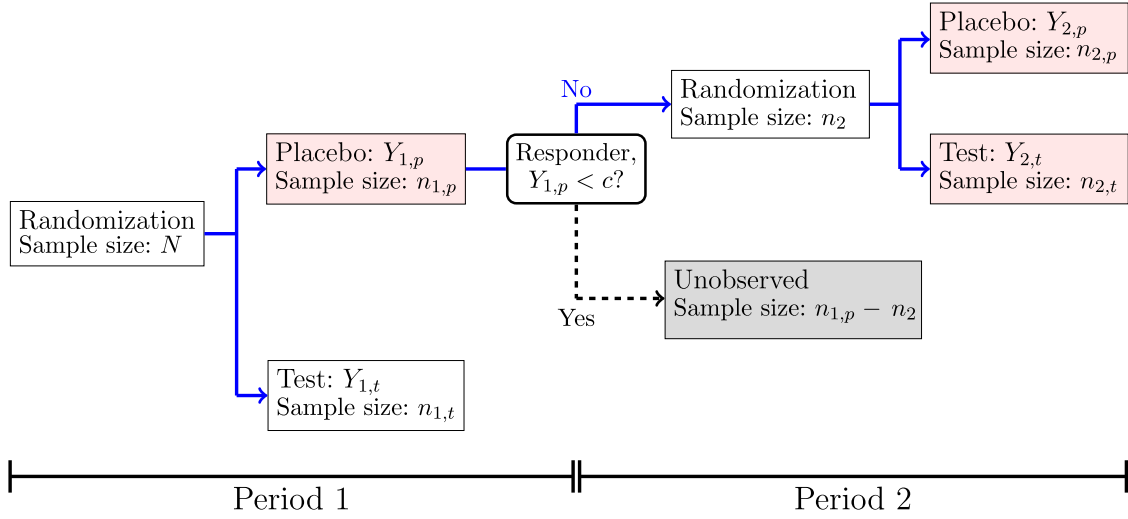 Randomization
Sample size: N
Placebo: Y_{1,p}
Sample size: n_{1,p}
Test: Y_{1,t}
Sample size: n_{1,t}
Responder,
Y_{1,p} < c?
No
Yes
Randomization
Sample size: n_2
Unobserved
Sample size: n_{1,p} − n_2
Placebo: Y_{2,p}
Sample size: n_{2,p}
Test: Y_{2,t}
Sample size: n_{2,t}
Period 1
Period 2